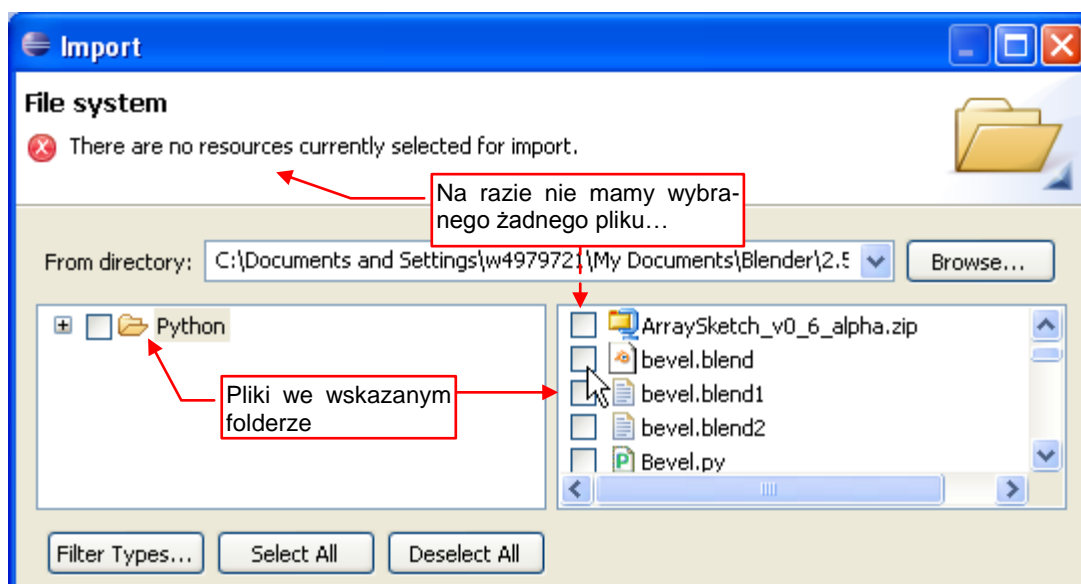 Import
File system
There are no resources currently selected for import.
Na razie nie mamy wybra-
nego żadnego pliku…
From directory: C:\Documents and Settings\w4979721\My Documents\Blender\2.5 Browse...
Python
ArraySketch_v0_6_alpha.zip
bevel.blend
Pliki we wskazanym
folderze
bevel.blend1
bevel.blend2
Bevel.py
Filter Types... Select All Deselect All